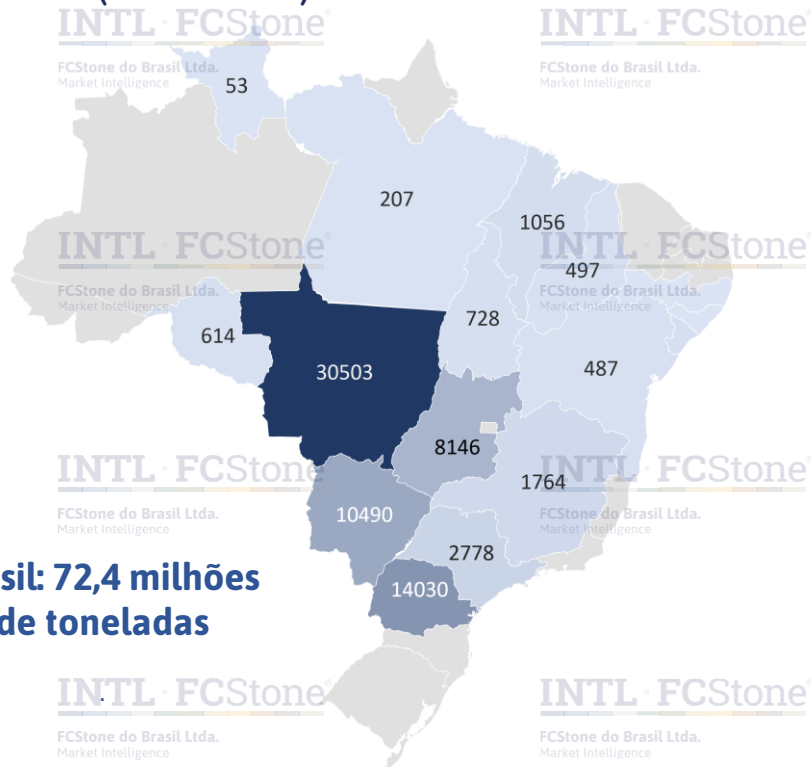 INTL FCStone
INTL FCStone
FCStone do Brasil Ltda.
Market Intelligence
FCStone do Brasil Ltda.
Market Intelligence
53
207
1056
INTL FCStone
INTL FCStone
497
FCStone do Brasil Ltda.
Market Intelligence
FCStone do Brasil Ltda.
Market Intelligence
728
614
487
30503
8146
INTL FCStone
INTL FCStone
1764
FCStone do Brasil Ltda.
Market Intelligence
FCStone do Brasil Ltda.
Market Intelligence
10490
2778
sil: 72,4 milhões
de toneladas
14030
INTL FCStone
INTL FCStone
FCStone do Brasil Ltda.
Market Intelligence
FCStone do Brasil Ltda.
Market Intelligence